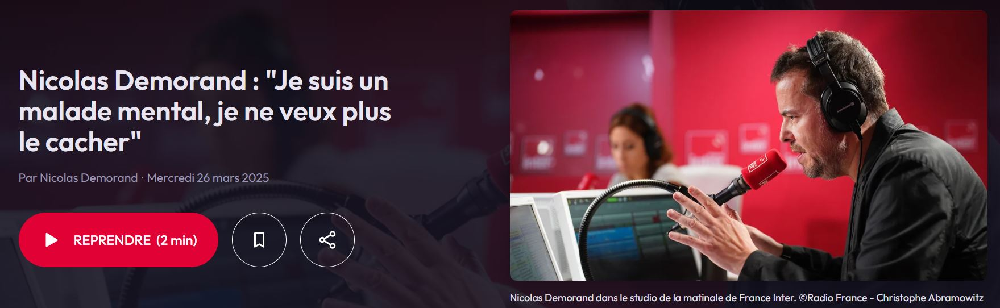 Nicolas Demorand : "Je suis un
malade mental, je ne veux plus
le cacher"
Par Nicolas Demorand · Mercredi 26 mars 2025
REPRENDRE (2 min)
Nicolas Demorand dans le studio de la matinale de France Inter. ©Radio France - Christophe Abramowitz